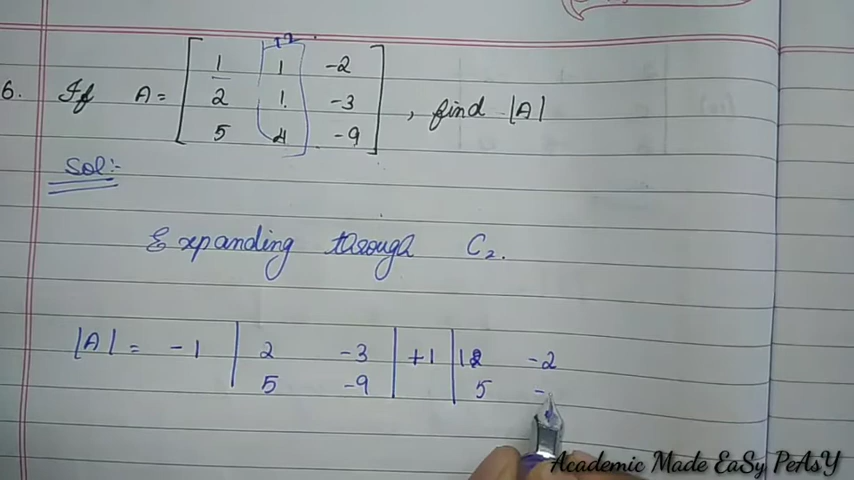 6. If A = [ 1 1 -2
2 1 -3
5 4 -9 ] , find |A|
Sol:-
Expanding through C₂.
|A| = -1 | 2 -3 | +1 | 1 -2
5 -9 | 5 -
Academic Made EaSy PeAsY